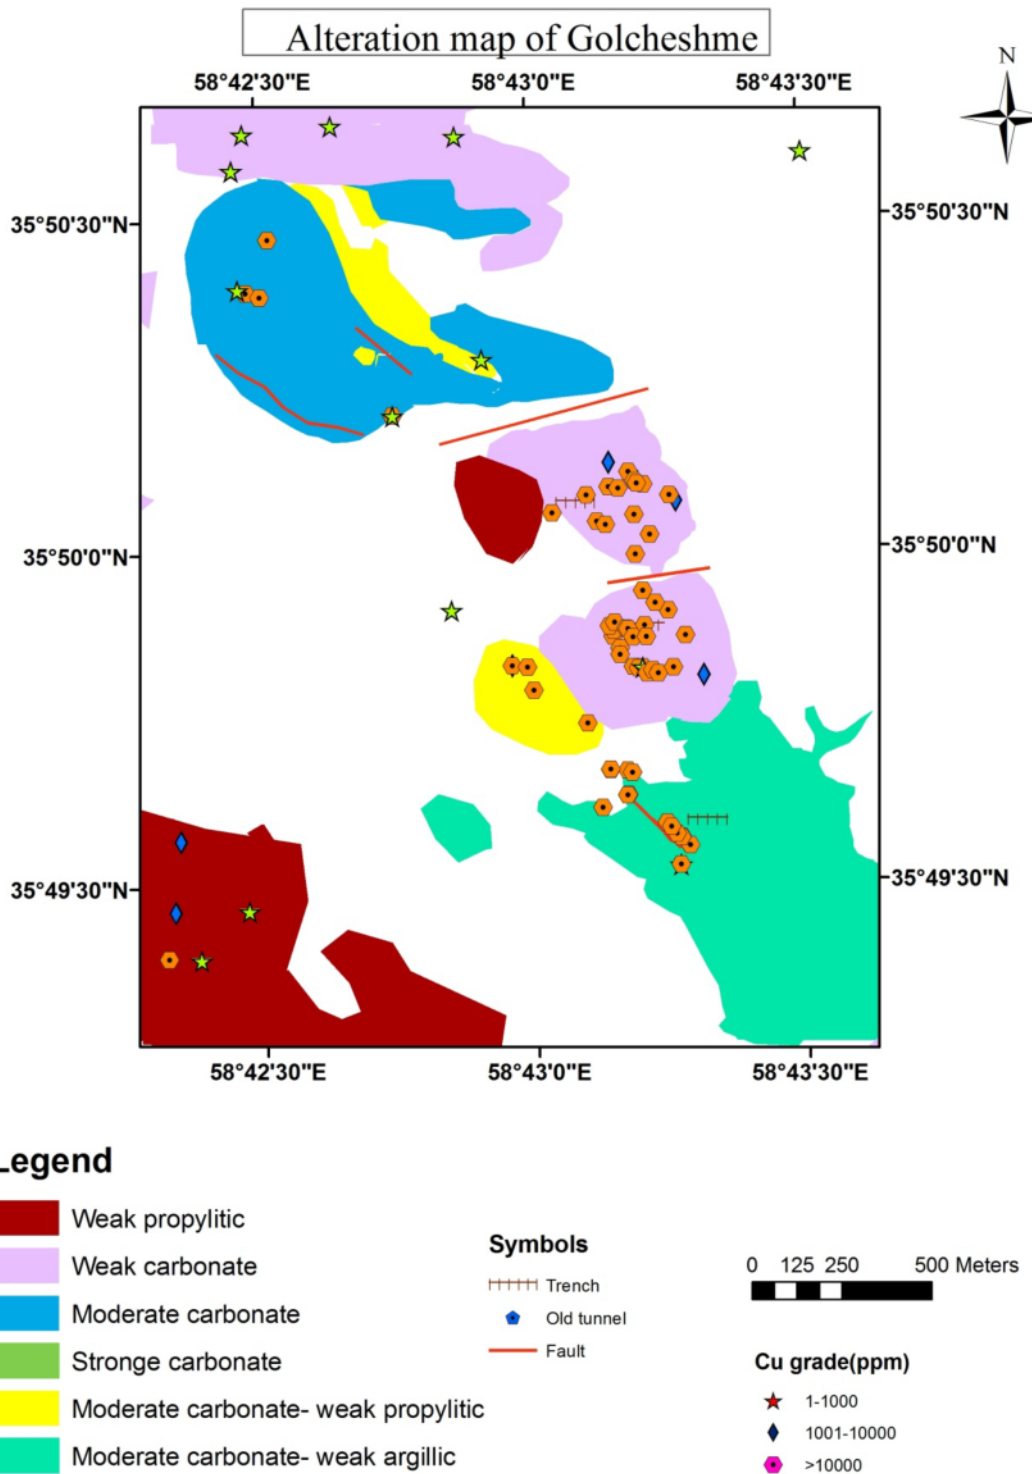 Alteration map of Golcheshme
N
58°42'30"E 58°43'0"E 58°43'30"E
35°50'30"N 35°50'30"N
35°50'0"N 35°50'0"N
35°49'30"N 35°49'30"N
58°42'30"E 58°43'0"E 58°43'30"E
Legend
Weak propylitic
Weak carbonate
Moderate carbonate
Stronge carbonate
Moderate carbonate- weak propylitic
Moderate carbonate- weak argillic
Symbols
Trench
Old tunnel
Fault
0 125 250 500 Meters
Cu grade(ppm)
1-1000
1001-10000
>10000